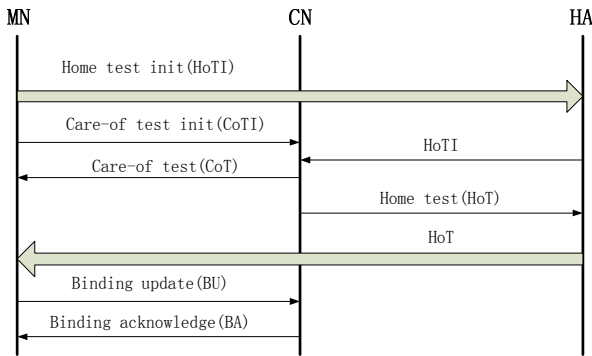 MN CN HA
Home test init(HoTI)
Care-of test init(CoTI)
HoTI
Care-of test(CoT)
Home test(HoT)
HoT
Binding update(BU)
Binding acknowledge(BA)